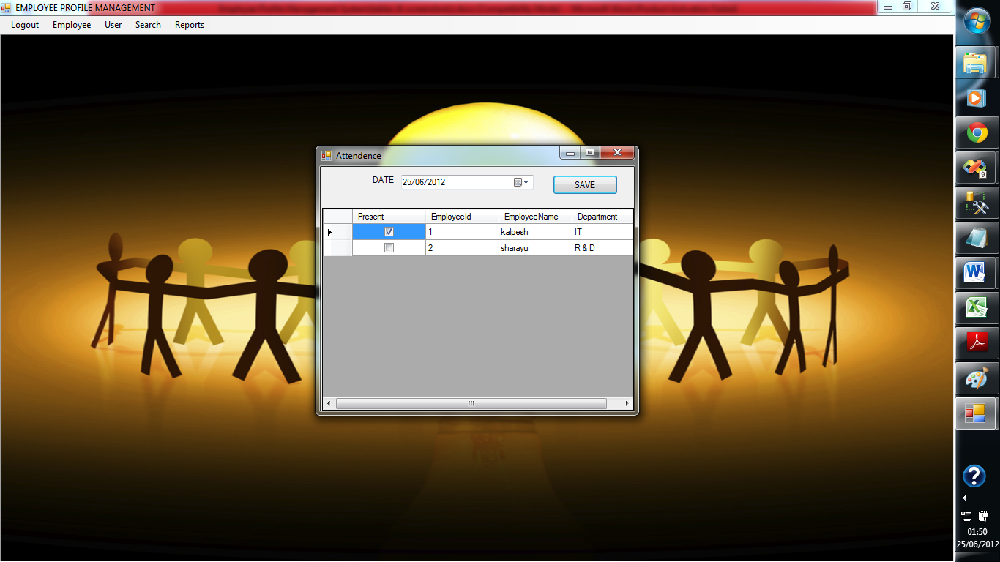 EMPLOYEE PROFILE MANAGEMENT
Logout Employee User Search Reports
Attendence
DATE 25/06/2012 SAVE
Present EmployeeId EmployeeName Department
1 kalpesh IT
2 sharayu R & D
9
W
?
01:50
25/06/2012